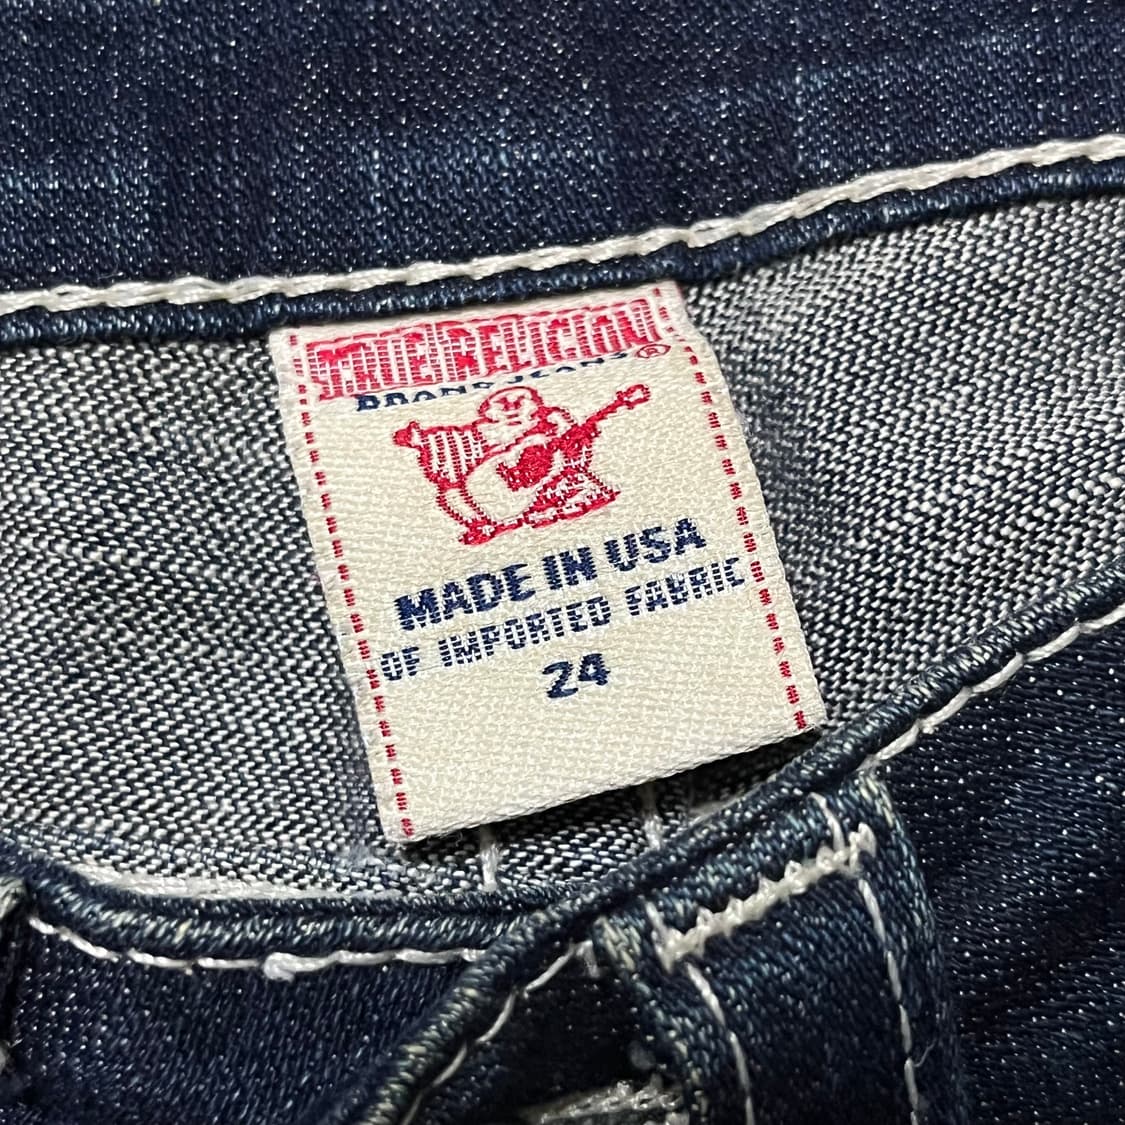 TRUE RELIGION
BRAND JEANS®
MADE IN USA
OF IMPORTED FABRIC
24